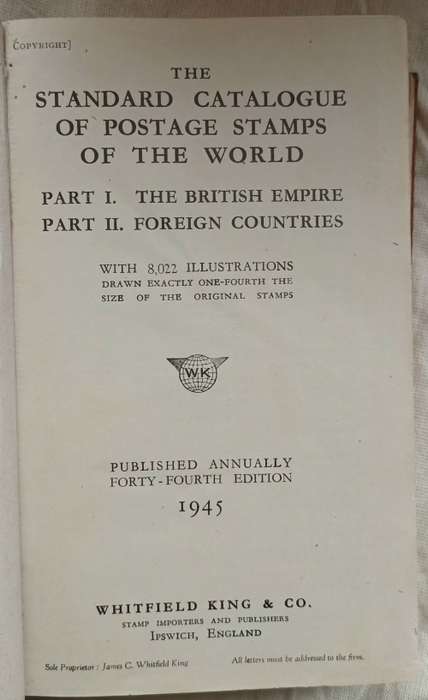 COPYRIGHT]
THE
STANDARD CATALOGUE
OF POSTAGE STAMPS
OF THE WORLD
PART I. THE BRITISH EMPIRE
PART II. FOREIGN COUNTRIES
WITH 8,022 ILLUSTRATIONS
DRAWN EXACTLY ONE-FOURTH THE
SIZE OF THE ORIGINAL STAMPS
WK
PUBLISHED ANNUALLY
FORTY-FOURTH EDITION
1945
WHITFIELD KING & CO.
STAMP IMPORTERS AND PUBLISHERS
IPSWICH, ENGLAND
Sole Proprietor: James C. Whitfield King All letters must be addressed to the firm.